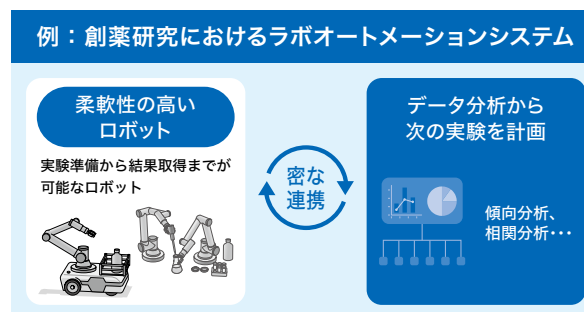 例：創薬研究におけるラボオートメーションシステム
柔軟性の高い
ロボット
実験準備から結果取得までが
可能なロボット
密な
連携
データ分析から
次の実験を計画
傾向分析、
相関分析･･･